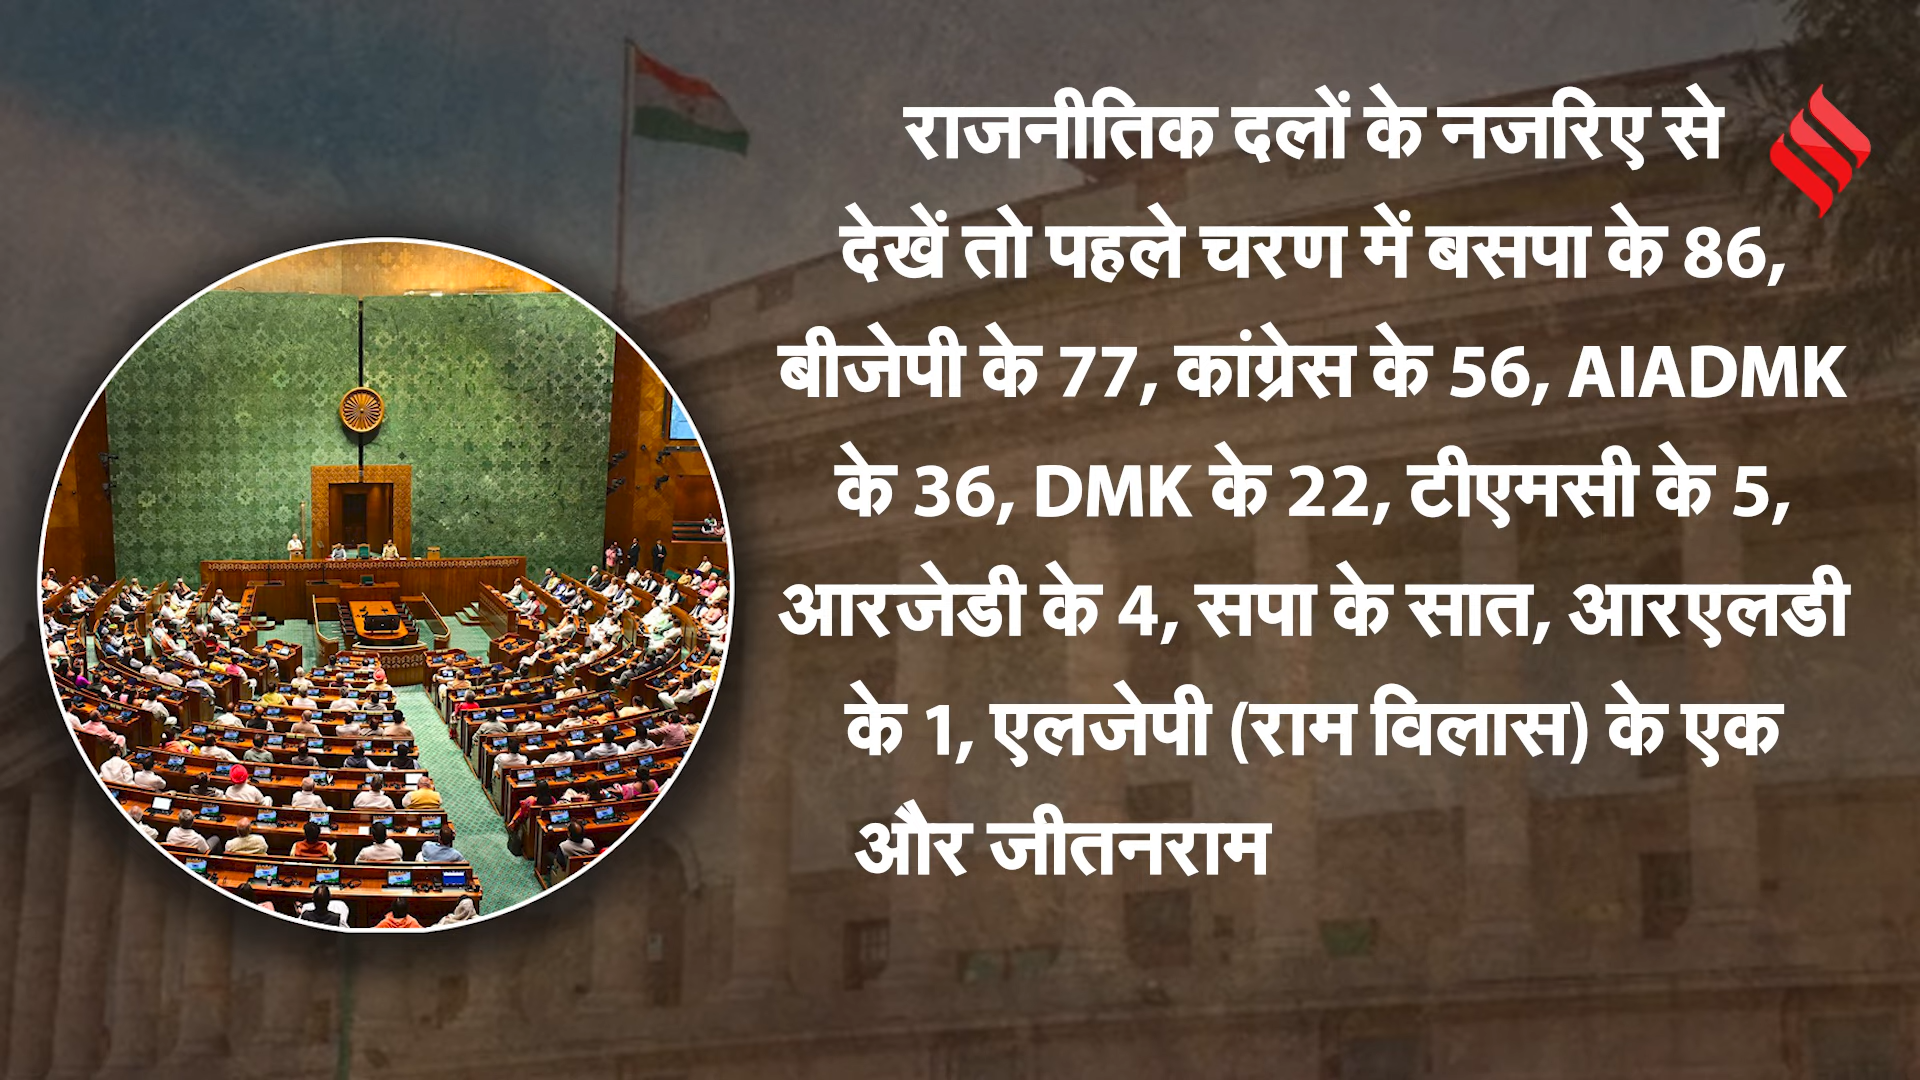 राजनीतिक दलों के नजरिए से
देखें तो पहले चरण में बसपा के 86,
बीजेपी के 77, कांग्रेस के 56, AIADMK
के 36, DMK के 22, टीएमसी के 5,
आरजेडी के 4, सपा के सात, आरएलडी
के 1, एलजेपी (राम विलास) के एक
और जीतनराम